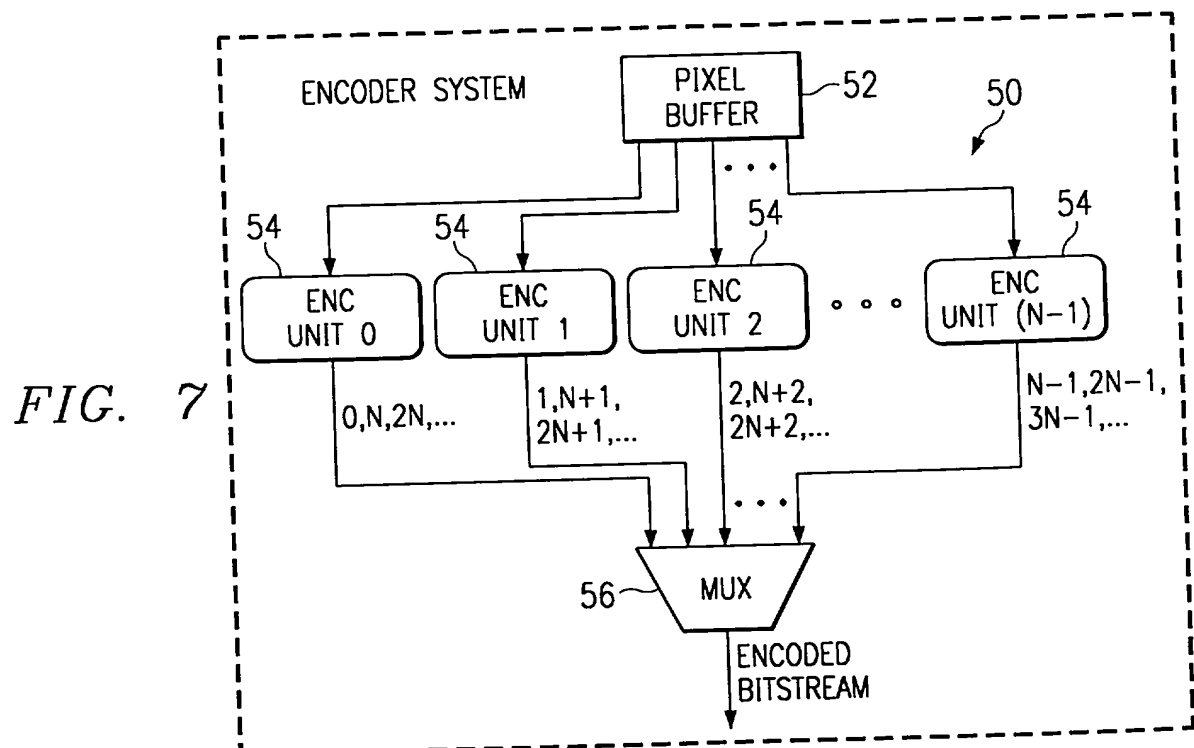 ENCODER SYSTEM
PIXEL
BUFFER
52
50
54
54
54
54
ENC
UNIT 0
ENC
UNIT 1
ENC
UNIT 2
ENC
UNIT (N-1)
FIG. 7
0,N,2N,...
1,N+1,
2N+1,...
2,N+2,
2N+2,...
N-1,2N-1,
3N-1,...
56
MUX
ENCODED
BITSTREAM